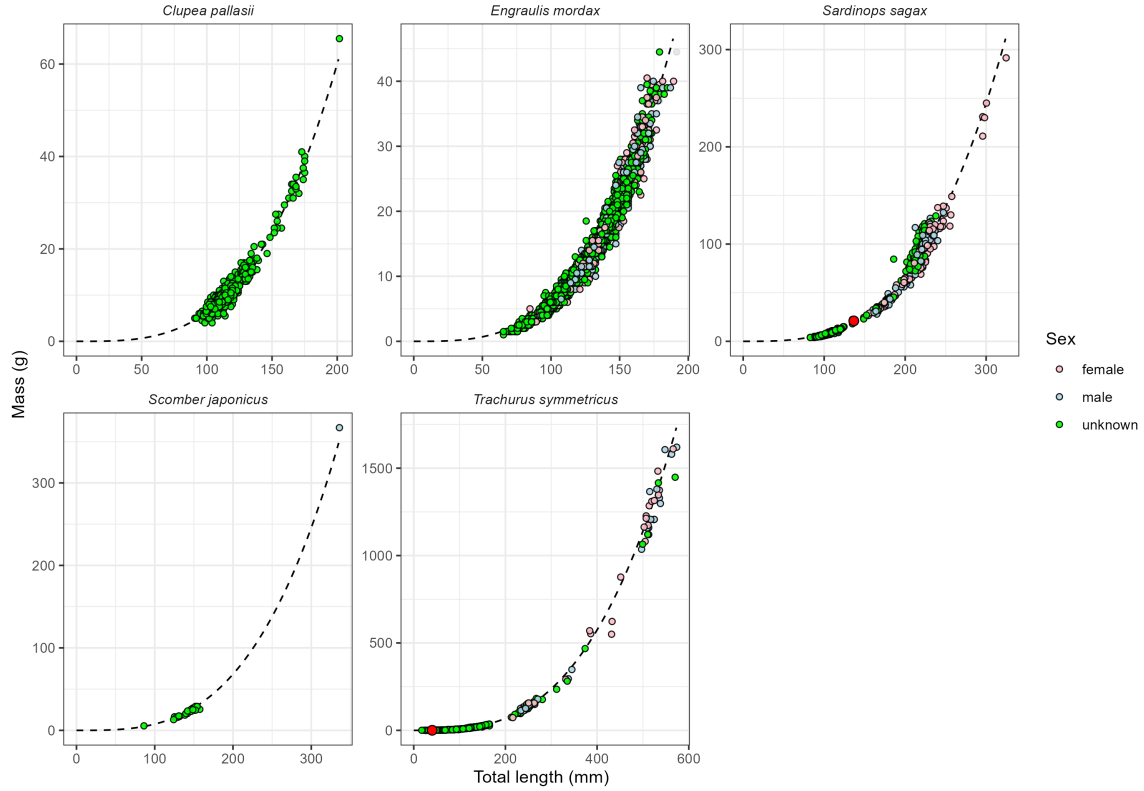 Clupea pallasii
Engraulis mordax
Sardinops sagax
60
40
20
0
0 50 100 150 200
40
30
20
10
0
0 50 100 150 200
300
200
100
0
0 100 200 300
Scomber japonicus
Trachurus symmetricus
300
200
100
0
0 100 200 300
1500
1000
500
0
0 200 400 600
Mass (g)
Total length (mm)
Sex
female
male
unknown